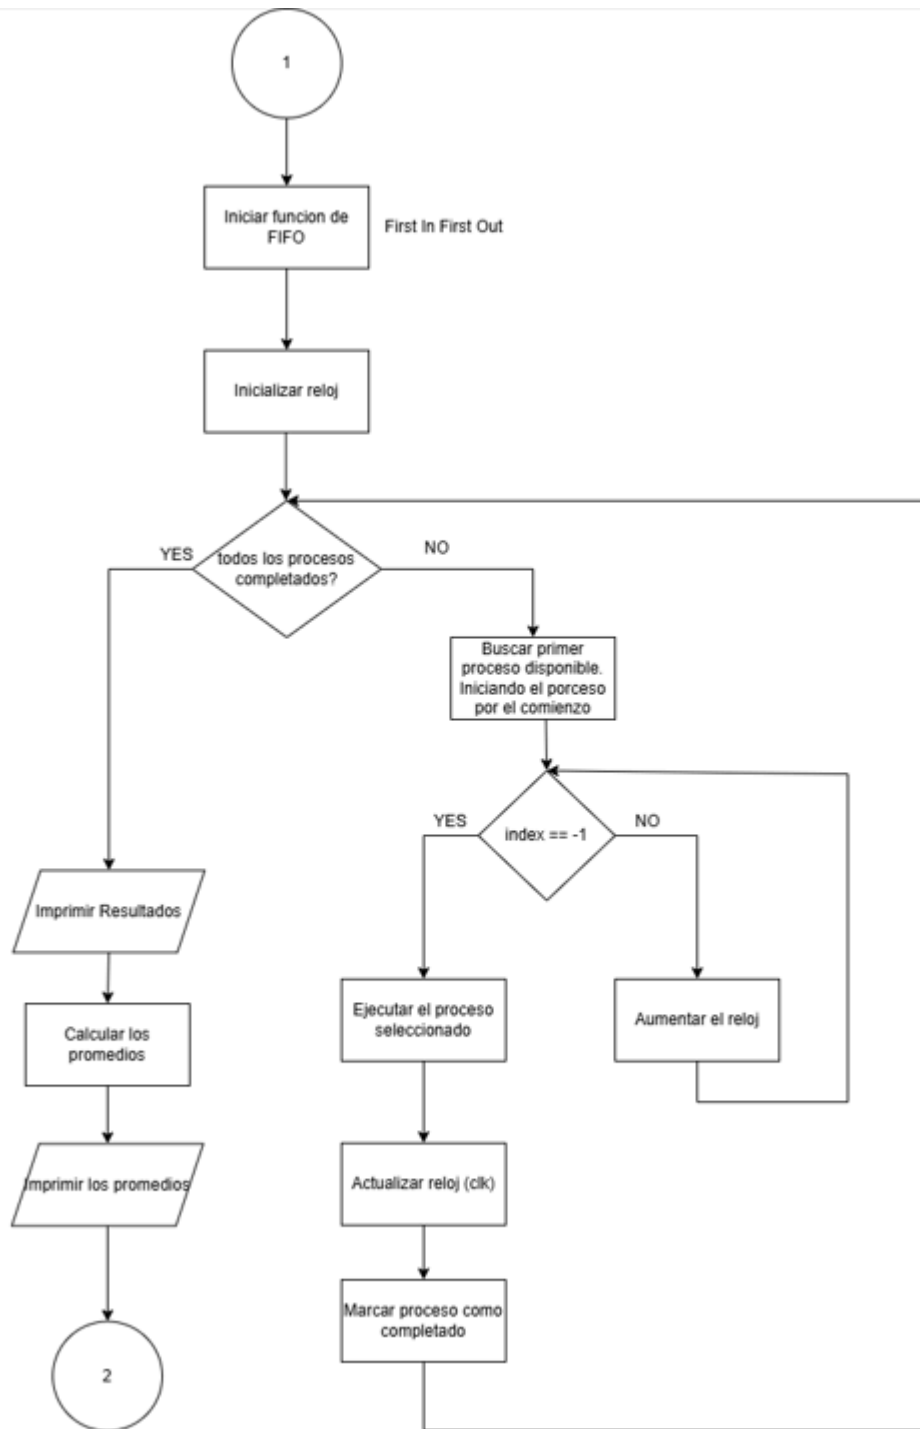 1
Iniciar funcion de
FIFO
First In First Out
Inicializar reloj
YES
todos los procesos
completados?
NO
Buscar primer
proceso disponible.
Iniciando el porceso
por el comienzo
YES
index == -1
NO
Imprimir Resultados
Calcular los
promedios
Ejecutar el proceso
seleccionado
Aumentar el reloj
Imprimir los promedios
Actualizar reloj (clk)
Marcar proceso como
completado
2